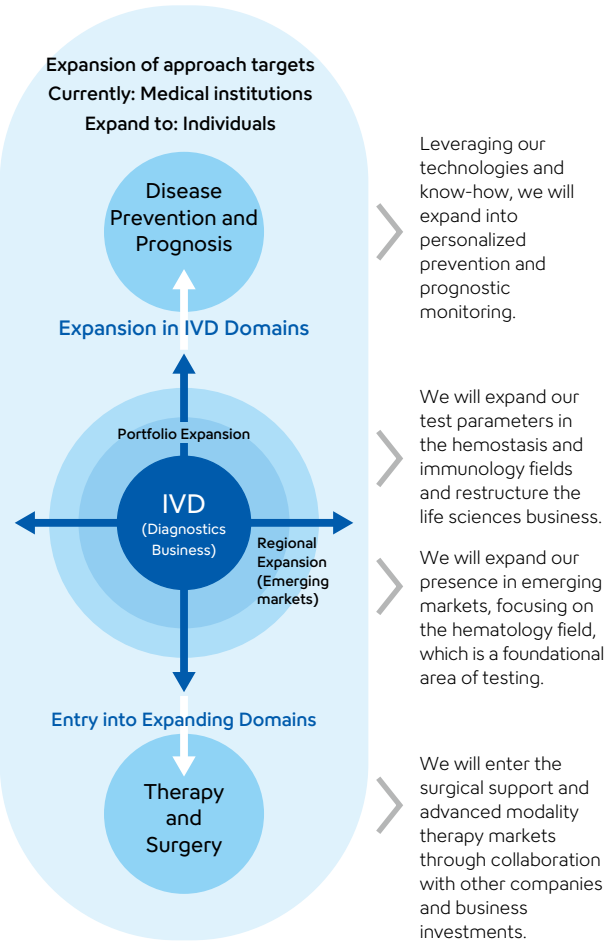 Expansion of approach targets
Currently: Medical institutions
Expand to: Individuals
Disease
Prevention and
Prognosis
Leveraging our
technologies and
know-how, we will
expand into
personalized
prevention and
prognostic
monitoring.
Expansion in IVD Domains
Portfolio Expansion
IVD
(Diagnostics
Business)
Regional
Expansion
(Emerging
markets)
We will expand our
test parameters in
the hemostasis and
immunology fields
and restructure the
life sciences business.
We will expand our
presence in emerging
markets, focusing on
the hematology field,
which is a foundational
area of testing.
Entry into Expanding Domains
Therapy
and
Surgery
We will enter the
surgical support and
advanced modality
therapy markets
through collaboration
with other companies
and business
investments.